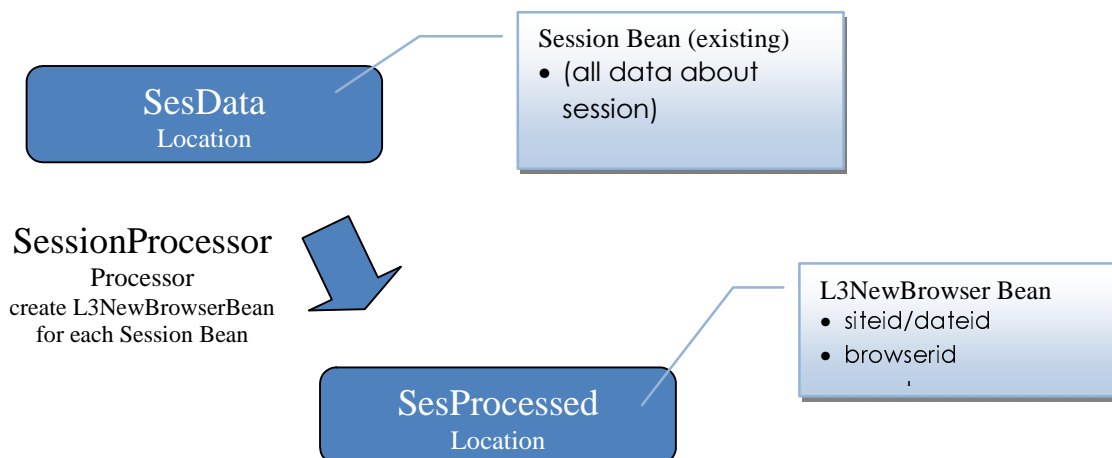 Session Bean (existing)
• (all data about
session)
SesData
Location
SessionProcessor
Processor
create L3NewBrowserBean
for each Session Bean
L3NewBrowser Bean
• siteid/dateid
• browserid
SesProcessed
Location